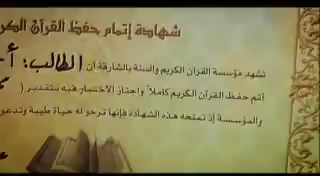 شهادة إتمام حفظ القرآن الكر
تشهد مؤسسة القرآن الكريم والسنة بالشارقة أن الطالب: أ
أتم حفظ القرآن الكريم كاملاً واجتاز الاختبار فيه بتقدير (
والمؤسسة إذ تمنحه هذه الشهادة فإنها ترجو له حياة طيبة وتدعو